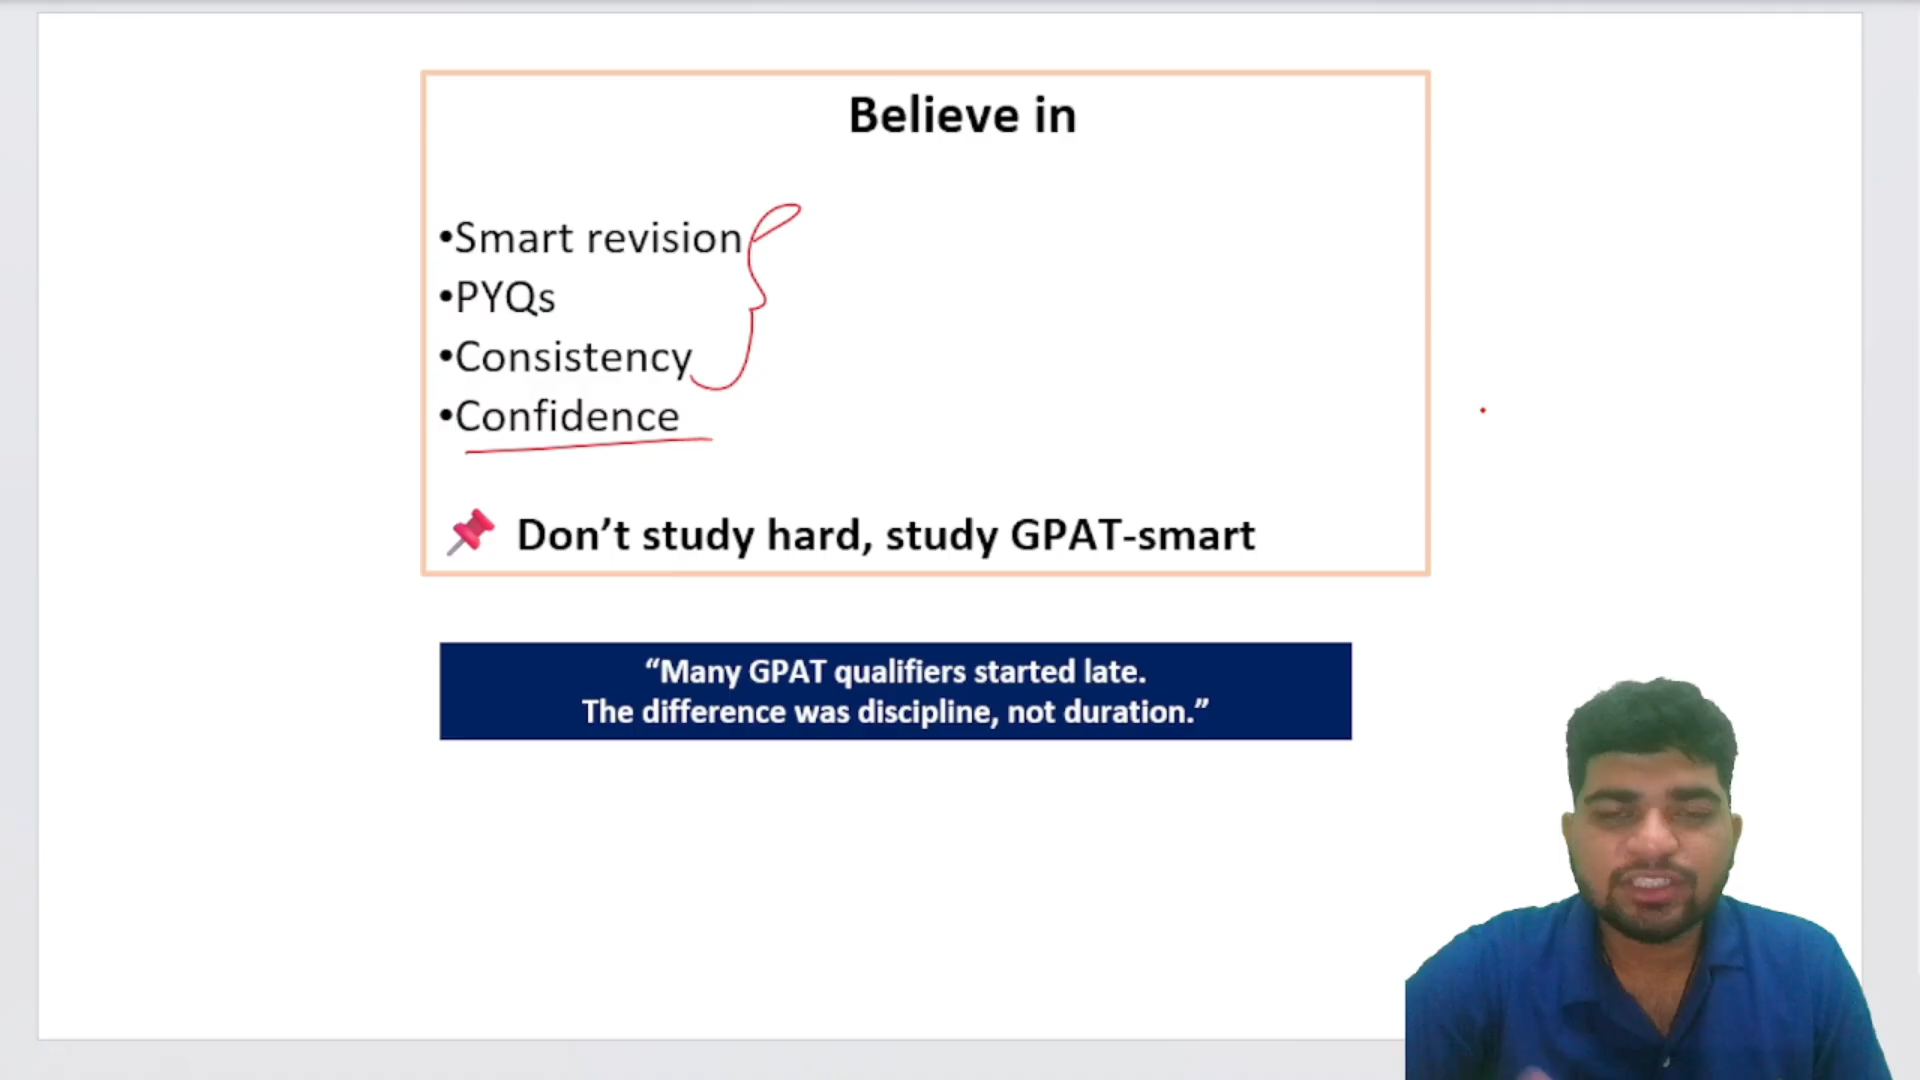 Believe in
•Smart revision
•PYQs
•Consistency
•Confidence
📌 Don’t study hard, study GPAT-smart
“Many GPAT qualifiers started late.
The difference was discipline, not duration.”